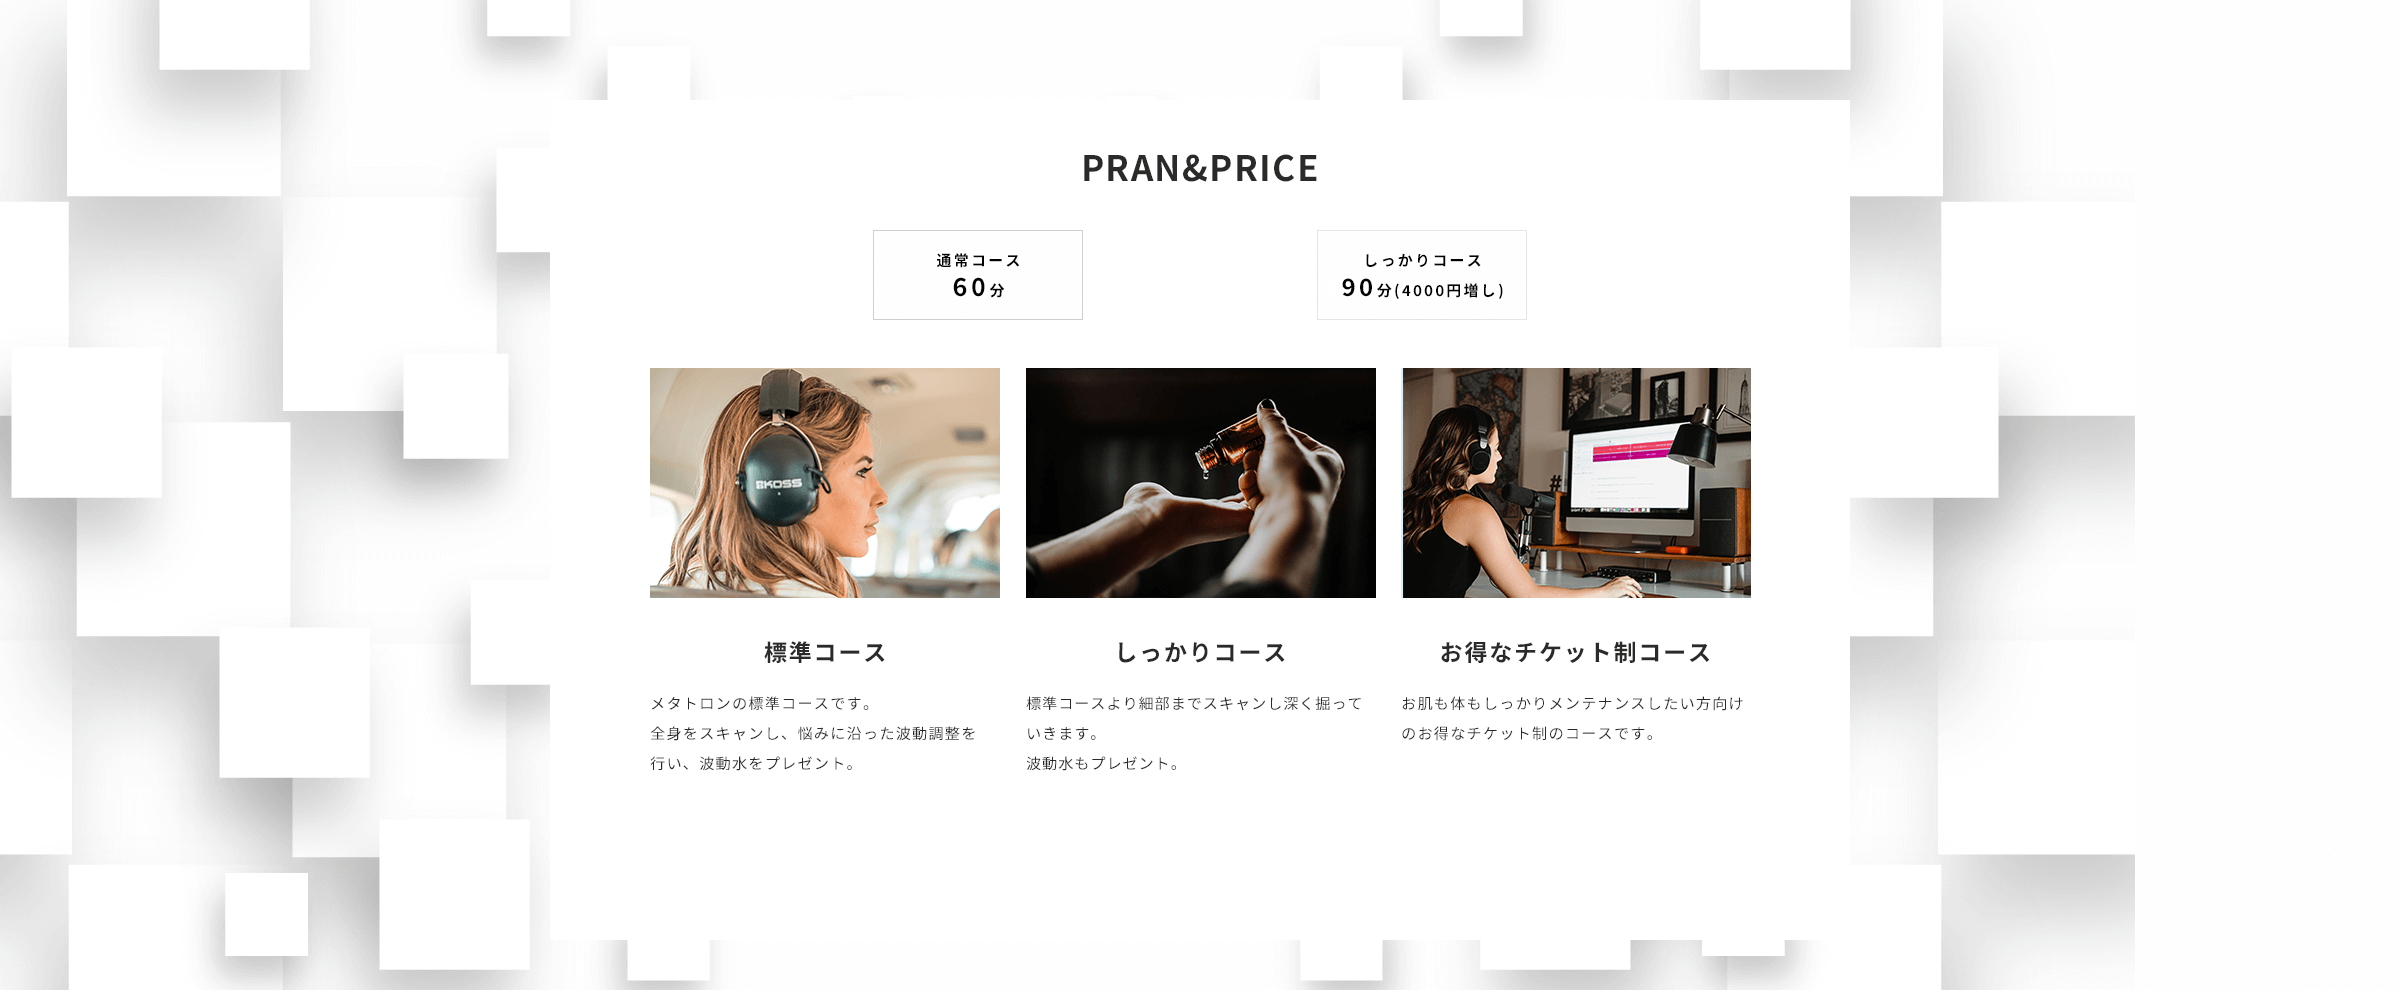 PRAN&PRICE
通常コース
60分
しっかりコース
90分(4000円増し)
KOSS
標準コース
しっかりコース
お得なチケット制コース
メタトロンの標準コースです。
全身をスキャンし、悩みに沿った波動調整を
行い、波動水をプレゼント。
標準コースより細部までスキャンし深く掘って
いきます。
波動水もプレゼント。
お肌も体もしっかりメンテナンスしたい方向け
のお得なチケット制のコースです。